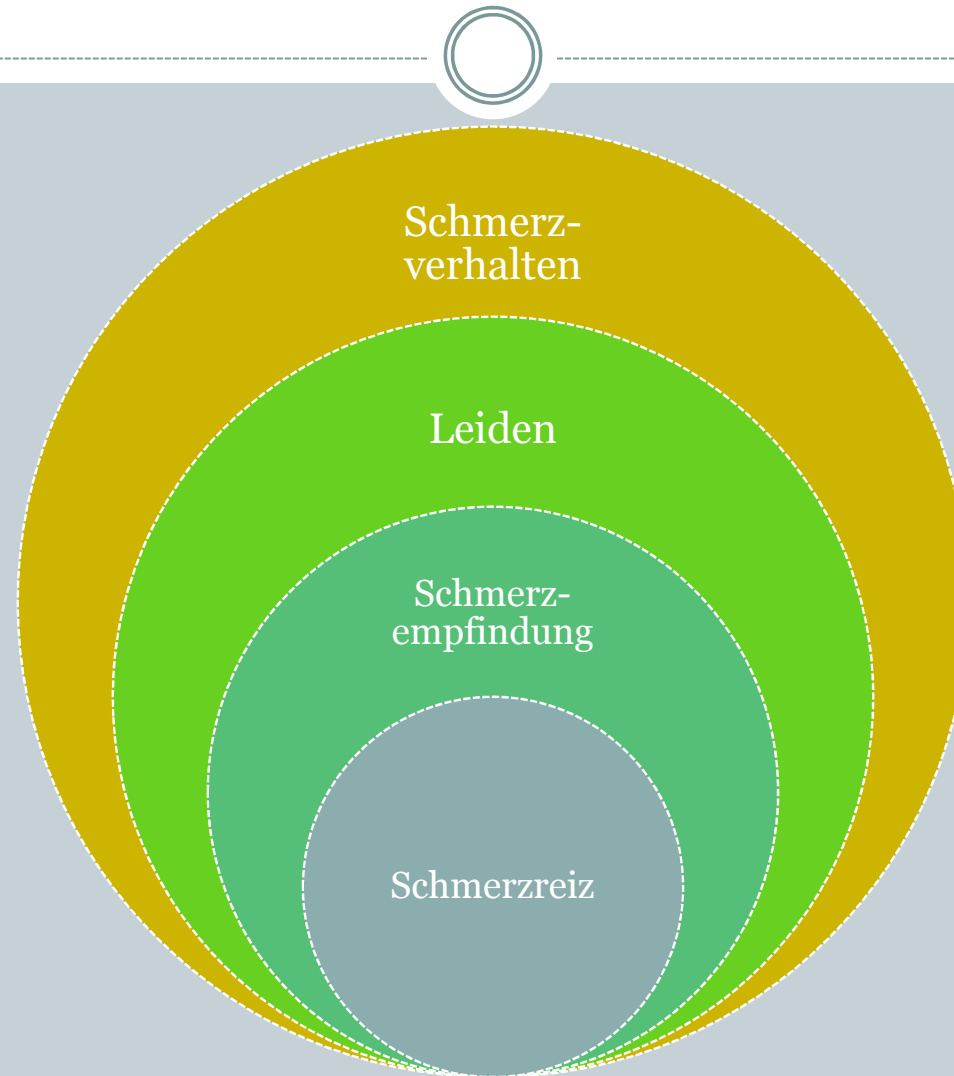 Schmerz-
verhalten
Leiden
Schmerz-
empfindung
Schmerzreiz